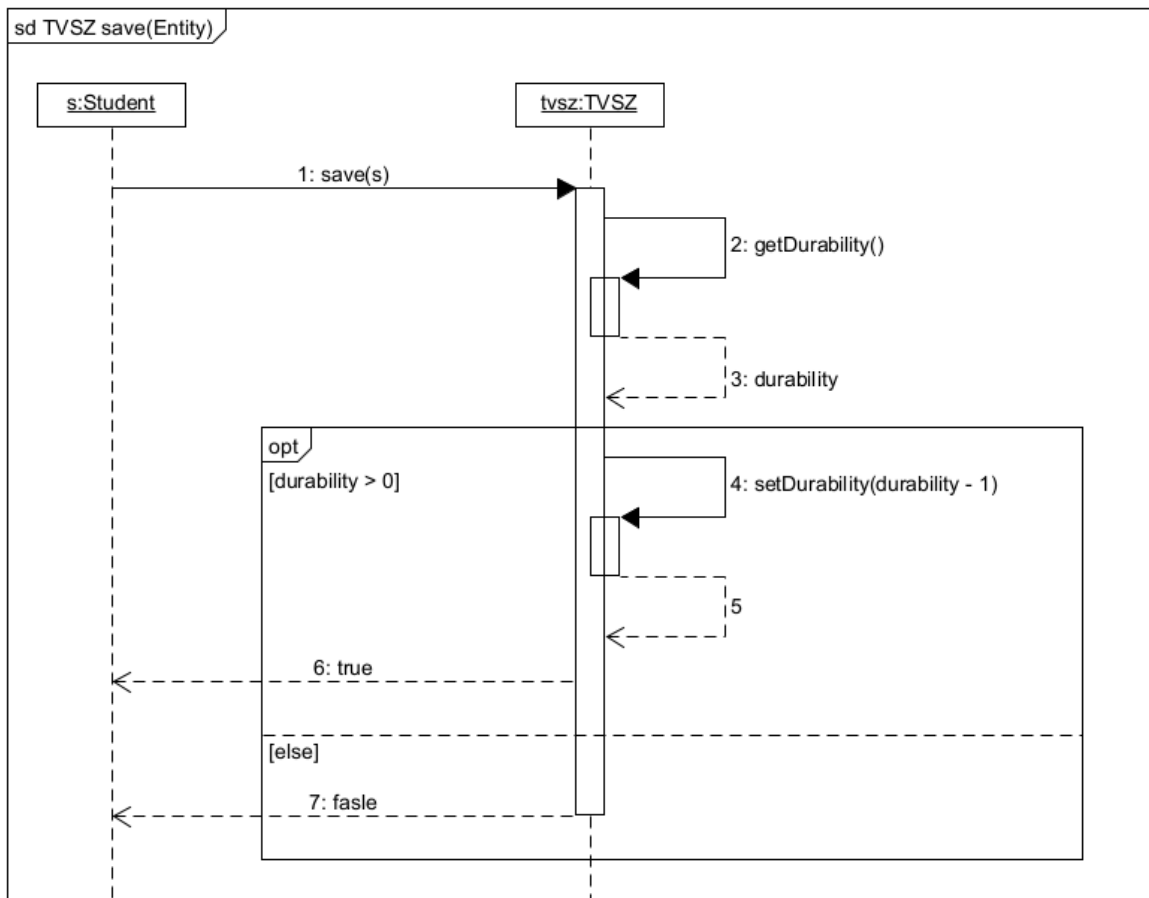 sd TVSZ save(Entity)
s:Student
tvsz:TVSZ
1: save(s)
2: getDurability()
3: durability
opt
[durability > 0]
4: setDurability(durability - 1)
5
6: true
[else]
7: fasle